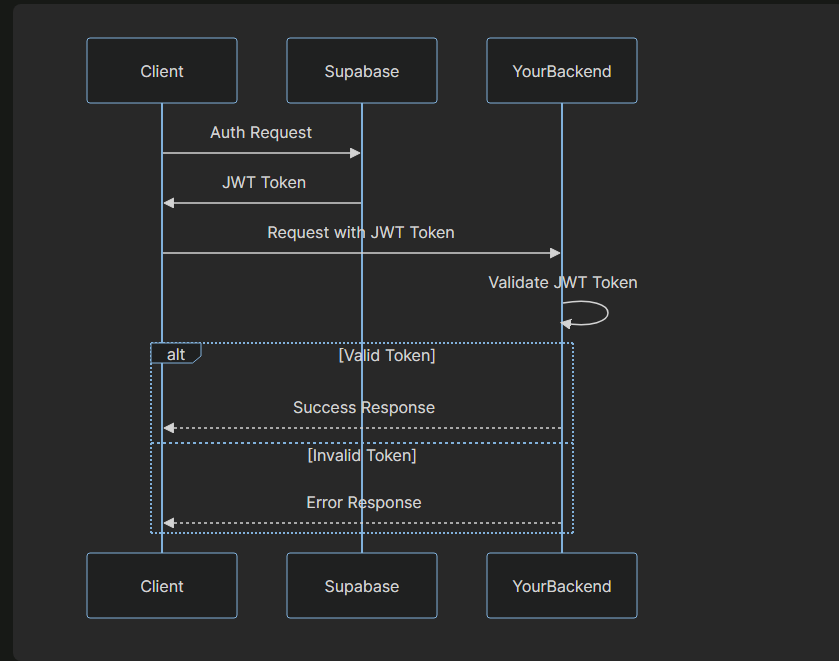 Client
Supabase
YourBackend
Auth Request
JWT Token
Request with JWT Token
Validate JWT Token
alt
[Valid Token]
Success Response
[Invalid Token]
Error Response
Client
Supabase
YourBackend